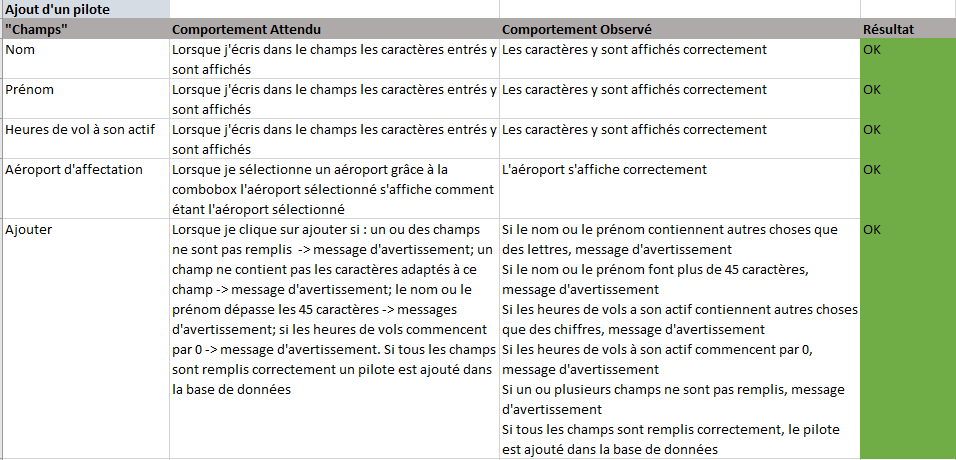 Ajout d'un pilote
"Champs" Comportement Attendu Comportement Observé Résultat
Nom Lorsque j'écris dans le champs les caractères entrés y Les caractères y sont affichés correctement OK
sont affichés
Prénom Lorsque j'écris dans le champs les caractères entrés y Les caractères y sont affichés correctement OK
sont affichés
Heures de vol à son actif Lorsque j'écris dans le champs les caractères entrés y Les caractères y sont affichés correctement OK
sont affichés
Aéroport d'affectation Lorsque je sélectionne un aéroport grâce à la L'aéroport s'affiche correctement OK
combobox l'aéroport sélectionné s'affiche comment
étant l'aéroport sélectionné
Ajouter Lorsque je clique sur ajouter si : un ou des champs Si le nom ou le prénom contiennent autres choses que OK
ne sont pas remplis -> message d'avertissement; un des lettres, message d'avertissement
champ ne contient pas les caractères adaptés à ce Si le nom ou le prénom font plus de 45 caractères,
champ -> message d'avertissement; le nom ou le message d'avertissement
prénom dépasse les 45 caractères -> messages Si les heures de vols a son actif contiennent autres choses
d'avertissement; si les heures de vols commencent que des chiffres, message d'avertissement
par 0 -> message d'avertissement. Si tous les champs Si les heures de vols à son actif commencent par 0,
sont remplis correctement un pilote est ajouté dans message d'avertissement
la base de données Si un ou plusieurs champs ne sont pas remplis, message
d'avertissement
Si tous les champs sont remplis correctement, le pilote
est ajouté dans la base de données